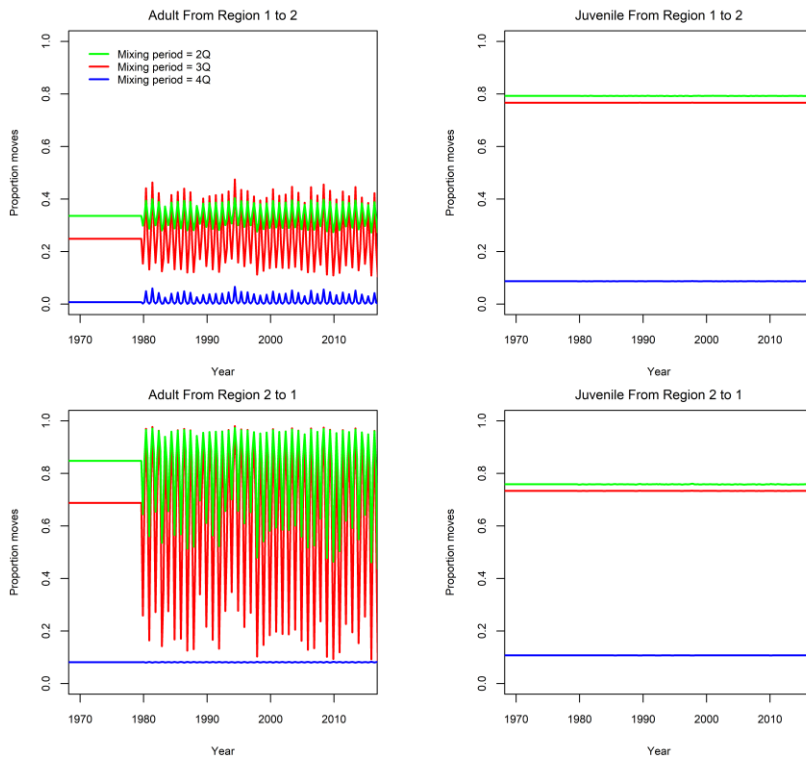 Adult From Region 1 to 2
Juvenile From Region 1 to 2
Proportion moves
1.0
0.8
0.6
0.4
0.2
0.0
Mixing period = 2Q
Mixing period = 3Q
Mixing period = 4Q
1970 1980 1990 2000 2010
Year
Proportion moves
1.0
0.8
0.6
0.4
0.2
0.0
1970 1980 1990 2000 2010
Year
Adult From Region 2 to 1
Juvenile From Region 2 to 1
Proportion moves
1.0
0.8
0.6
0.4
0.2
0.0
1970 1980 1990 2000 2010
Year
Proportion moves
1.0
0.8
0.6
0.4
0.2
0.0
1970 1980 1990 2000 2010
Year